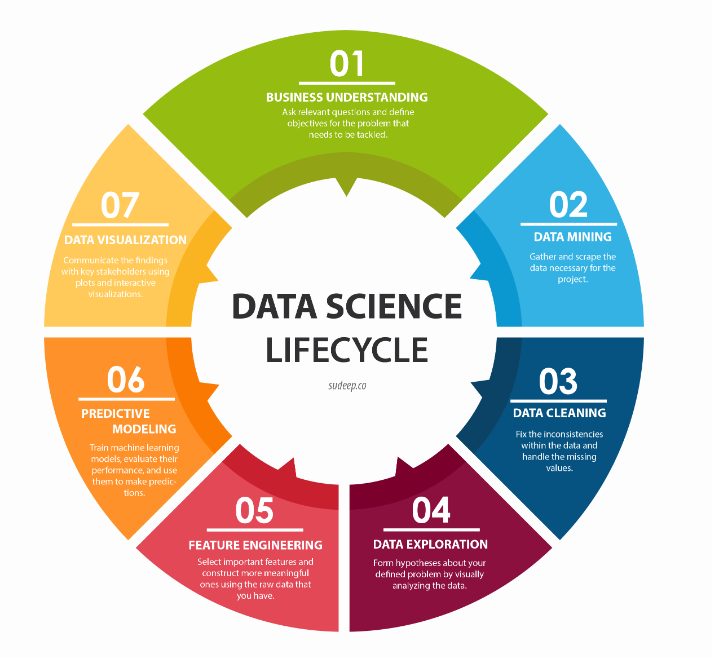 01
BUSINESS UNDERSTANDING
Ask relevant questions and define
objectives for the problem that
needs to be tackled.
02
DATA MINING
Gather and scrape the
data necessary for the
project.
03
DATA CLEANING
Fix the inconsistencies
within the data and
handle the missing
values.
04
DATA EXPLORATION
Form hypotheses about your
defined problem by visually
analyzing the data.
05
FEATURE ENGINEERING
Select important features and
construct more meaningful
ones using the raw data that
you have.
06
PREDICTIVE
MODELING
Train machine learning
models, evaluate their
performance, and use
them to make predic-
tions.
07
DATA VISUALIZATION
Communicate the findings
with key stakeholders using
plots and interactive
visualizations.
DATA SCIENCE
LIFECYCLE
sudeep.co